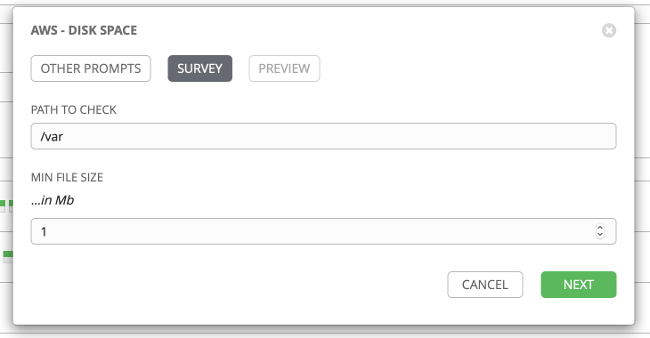 AWS - DISK SPACE
OTHER PROMPTS SURVEY PREVIEW
PATH TO CHECK
/var
MIN FILE SIZE
...in Mb
1
CANCEL NEXT